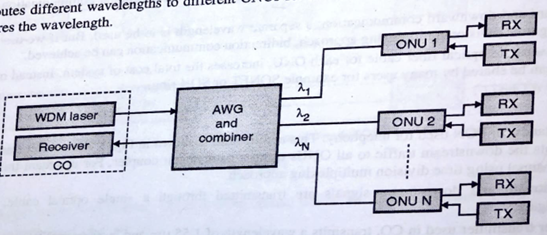 utes different wavelengths to different
res the wavelength.
ONU 1
RX
TX
WDM laser
Receiver
CO
AWG
and
combiner
λ1
λ2
λN
ONU 2
RX
TX
ONU N
RX
TX